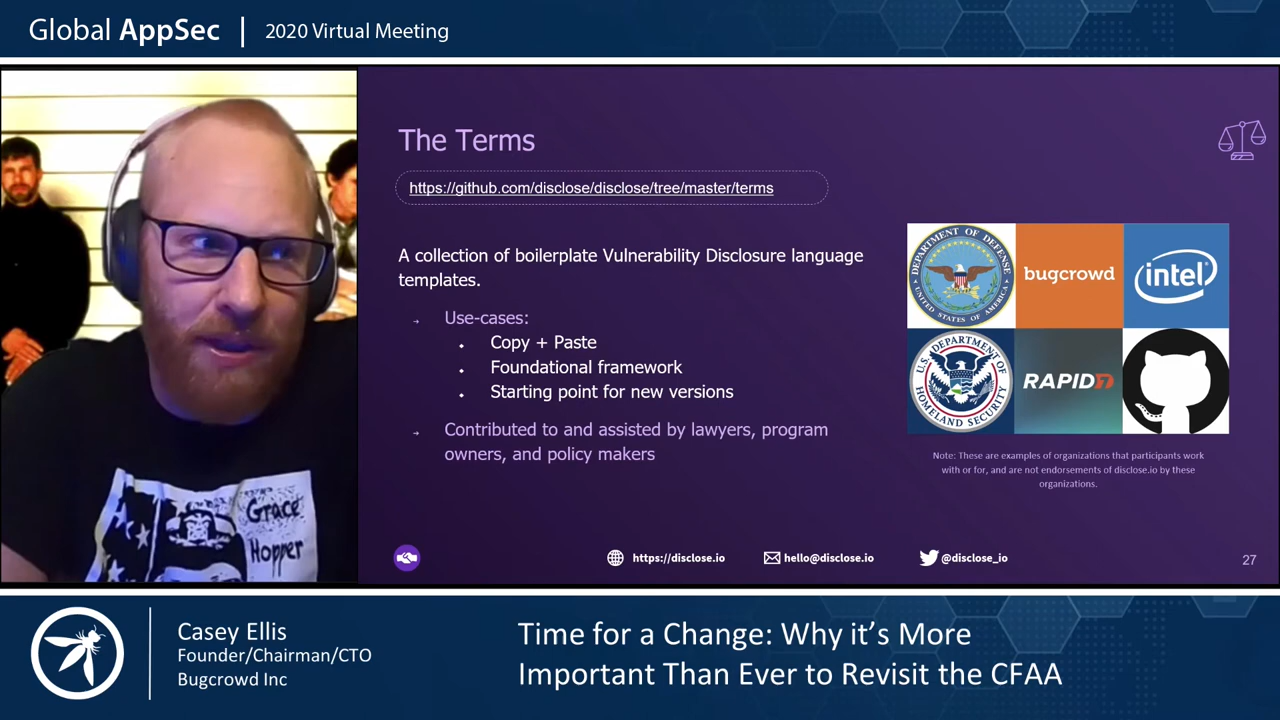 Global AppSec | 2020 Virtual Meeting
The Terms
https://github.com/disclose/disclose/tree/master/terms
A collection of boilerplate Vulnerability Disclosure language
templates.
Use-cases:
Copy + Paste
Foundational framework
Starting point for new versions
Contributed to and assisted by lawyers, program
owners, and policy makers
DEPARTMENT OF DEFENSE
UNITED STATES OF AMERICA
bugcrowd
intel
U.S. DEPARTMENT OF
HOMELAND SECURITY
RAPID7
Note: These are examples of organizations that participants work
with or for, and are not endorsements of disclose.io by these
organizations.
Grace
Hopper
https://disclose.io
hello@disclose.io
@disclose_io
27
Casey Ellis
Founder/Chairman/CTO
Bugcrowd Inc
Time for a Change: Why it's More
Important Than Ever to Revisit the CFAA